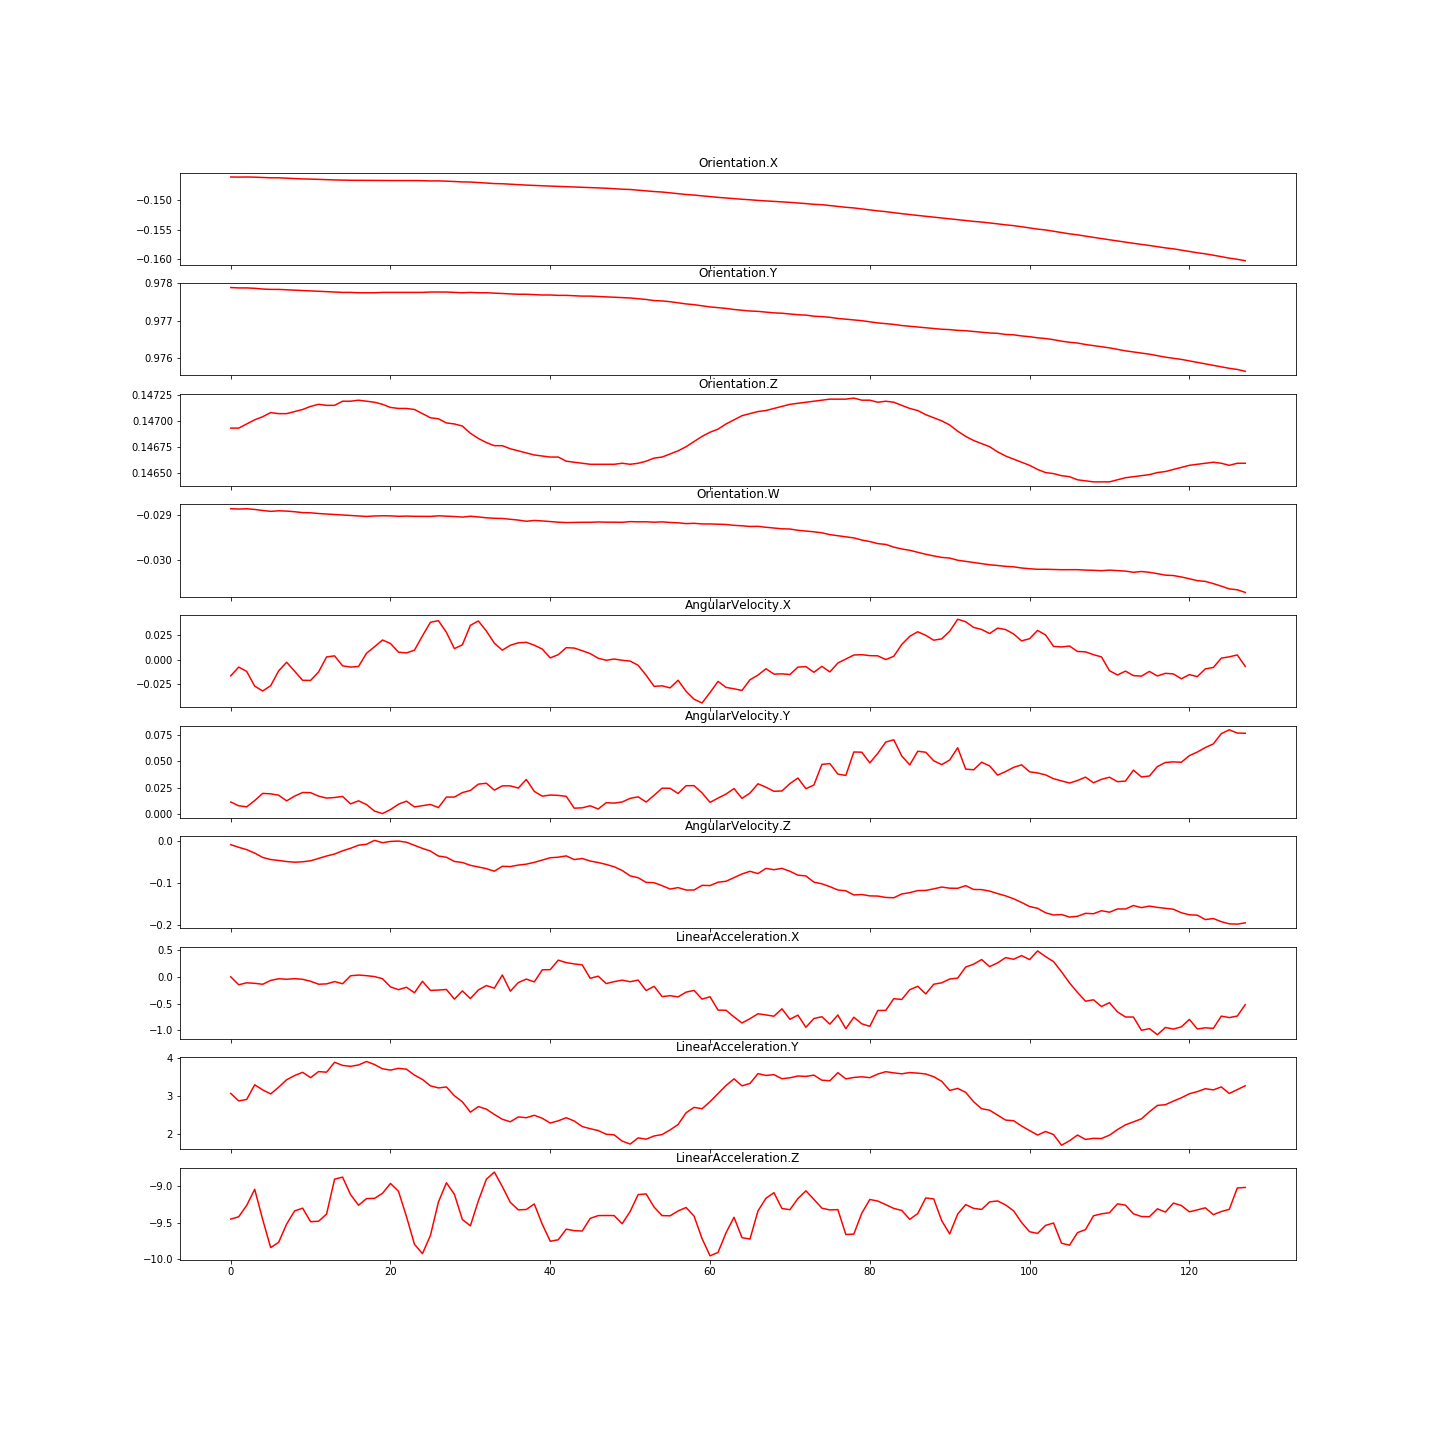 Orientation.X
−0.150
−0.155
−0.160
Orientation.Y
0.978
0.977
0.976
Orientation.Z
0.14725
0.14700
0.14675
0.14650
Orientation.W
−0.029
−0.030
AngularVelocity.X
0.025
0.000
−0.025
AngularVelocity.Y
0.075
0.050
0.025
0.000
AngularVelocity.Z
0.0
−0.1
−0.2
LinearAcceleration.X
0.5
0.0
−0.5
−1.0
LinearAcceleration.Y
4
3
2
LinearAcceleration.Z
−9.0
−9.5
−10.0
0 20 40 60 80 100 120